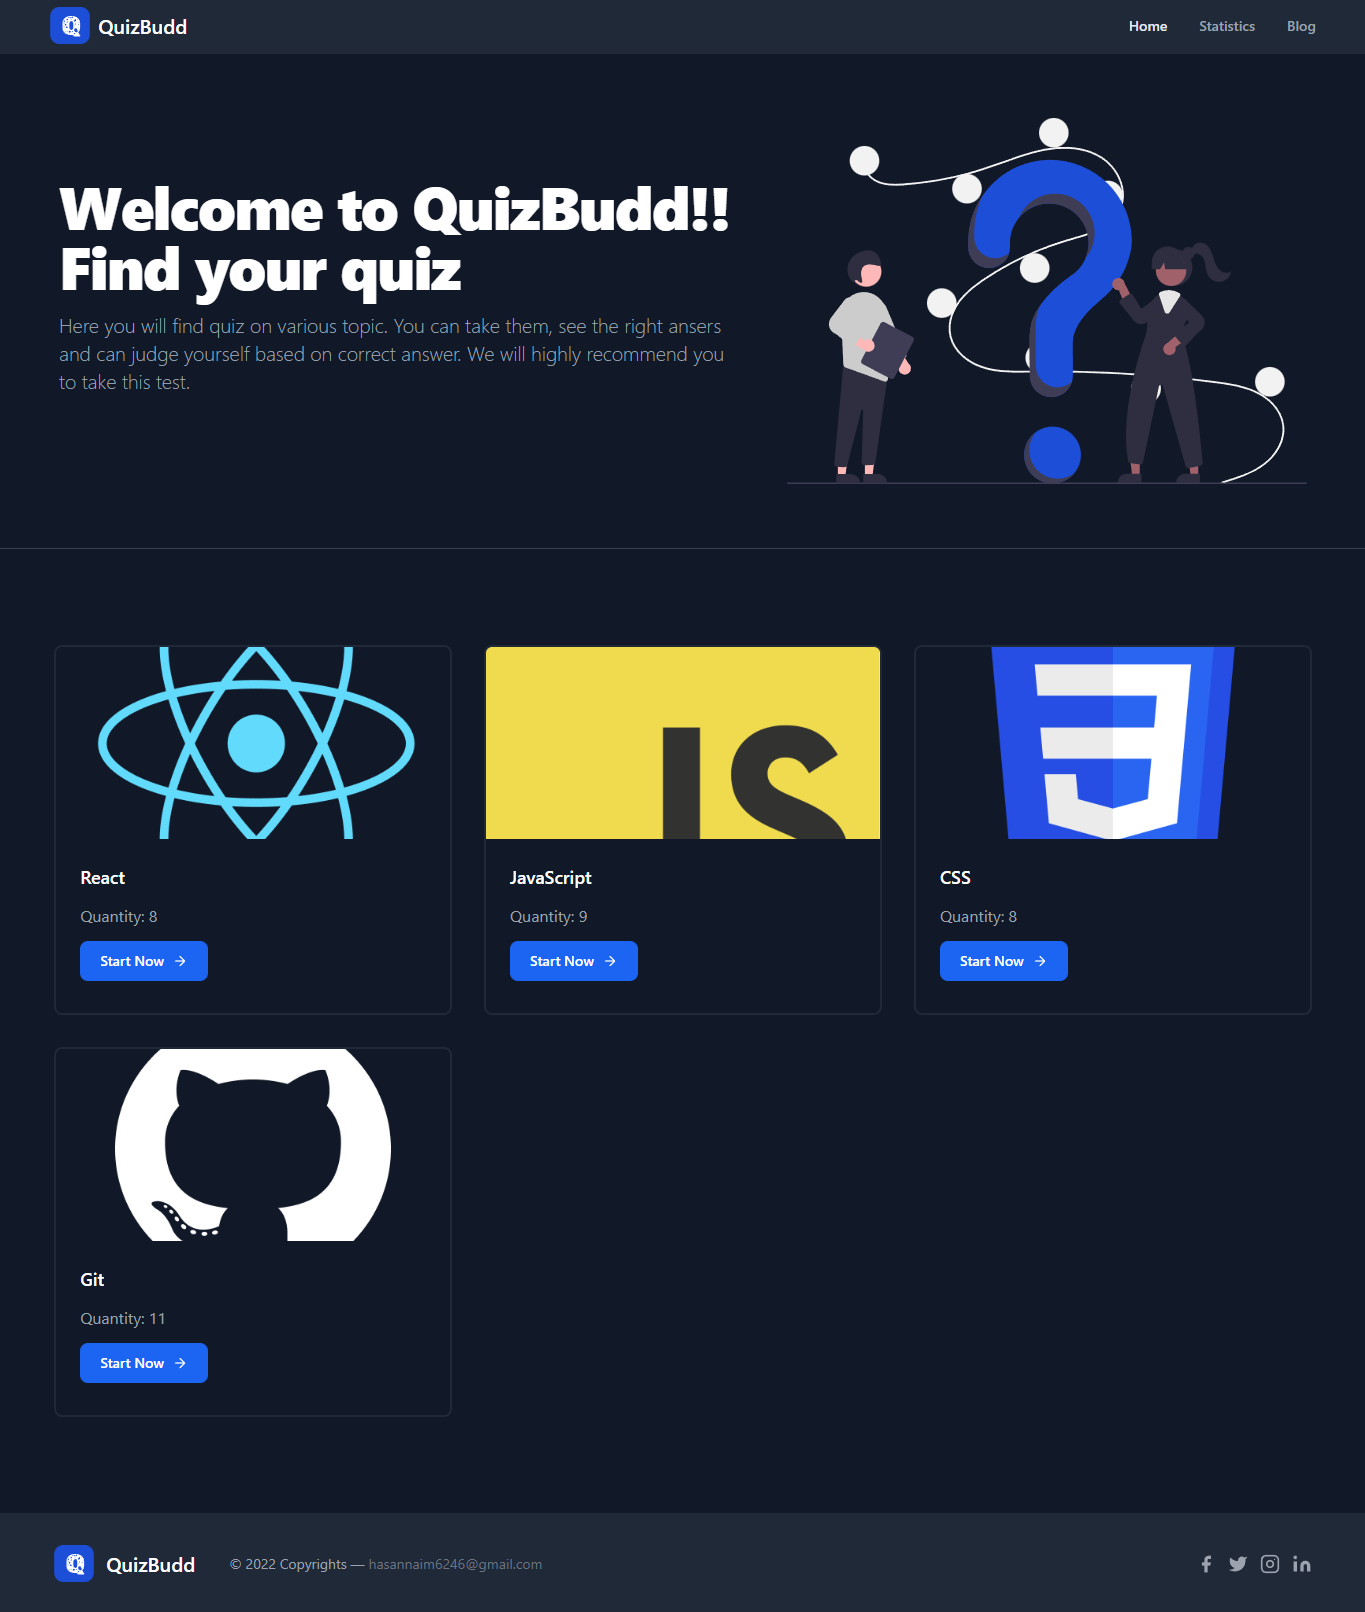 QuizBudd
Home
Statistics
Blog
Welcome to QuizBudd!!
Find your quiz
Here you will find quiz on various topic. You can take them, see the right ansers
and can judge yourself based on correct answer. We will highly recommend you
to take this test.
JS
React
Quantity: 8
Start Now
JavaScript
Quantity: 9
Start Now
CSS
Quantity: 8
Start Now
Git
Quantity: 11
Start Now
QuizBudd
© 2022 Copyrights — hasannaim6246@gmail.com